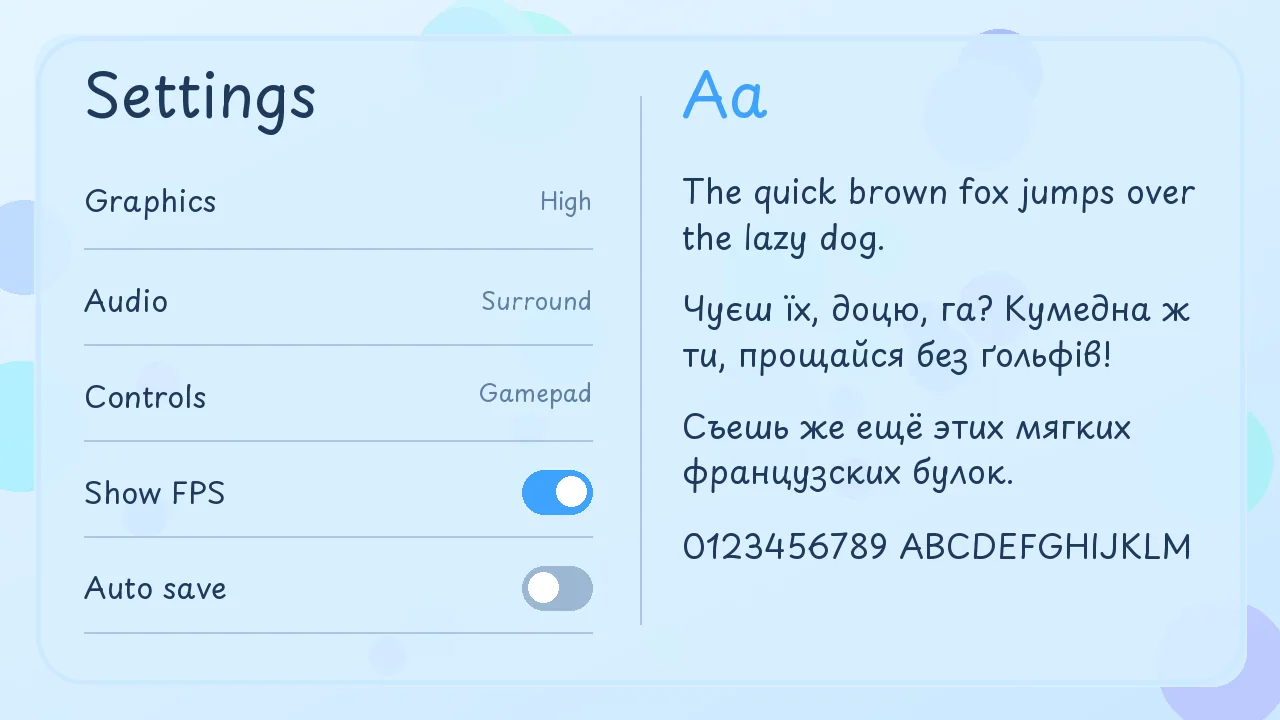 Settings
Graphics
High
Audio
Surround
Controls
Gamepad
Show FPS
Auto save
Aa
The quick brown fox jumps over
the lazy dog.
Чуєш їх, доцю, га? Кумедна ж
ти, прощайся без ґольфів!
Съешь же ещё этих мягких
французских булок.
0123456789 ABCDEFGHIJKLM